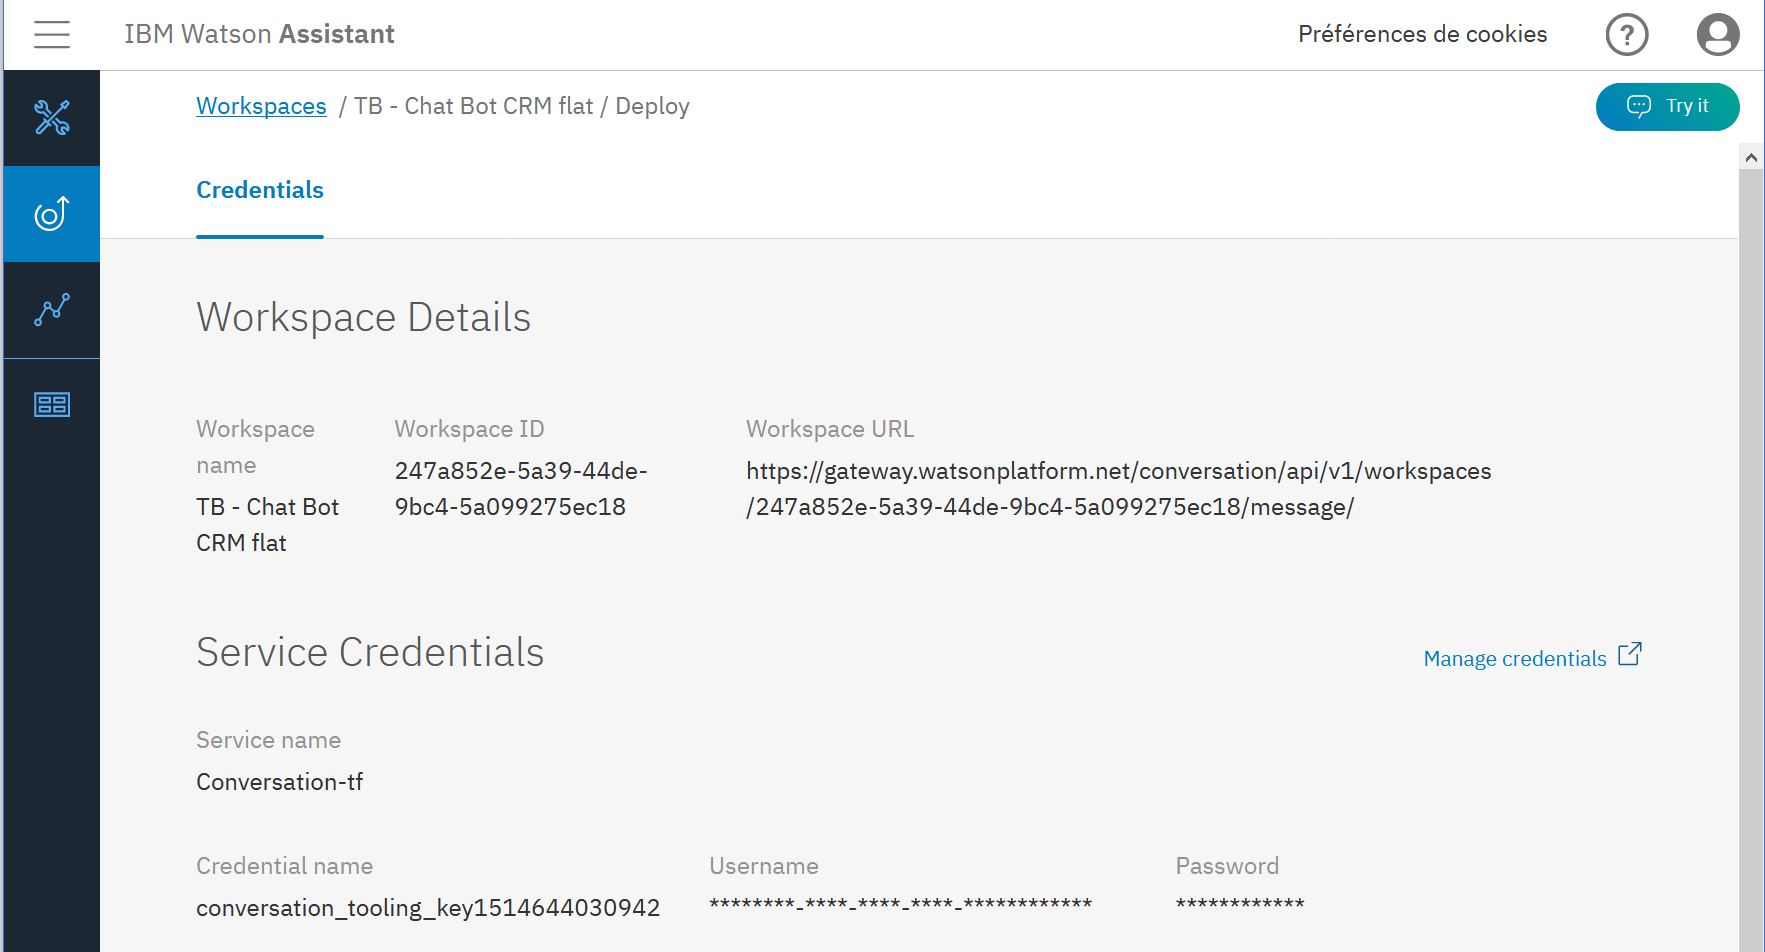 IBM Watson Assistant
Préférences de cookies
?
Workspaces / TB - Chat Bot CRM flat / Deploy
Try it
Credentials
Workspace Details
Workspace
name
TB - Chat Bot
CRM flat
Workspace ID
247a852e-5a39-44de-
9bc4-5a099275ec18
Workspace URL
https://gateway.watsonplatform.net/conversation/api/v1/workspaces
/247a852e-5a39-44de-9bc4-5a099275ec18/message/
Service Credentials
Manage credentials
Service name
Conversation-tf
Credential name
conversation_tooling_key1514644030942
Username
********-****-****-****-************
Password
************